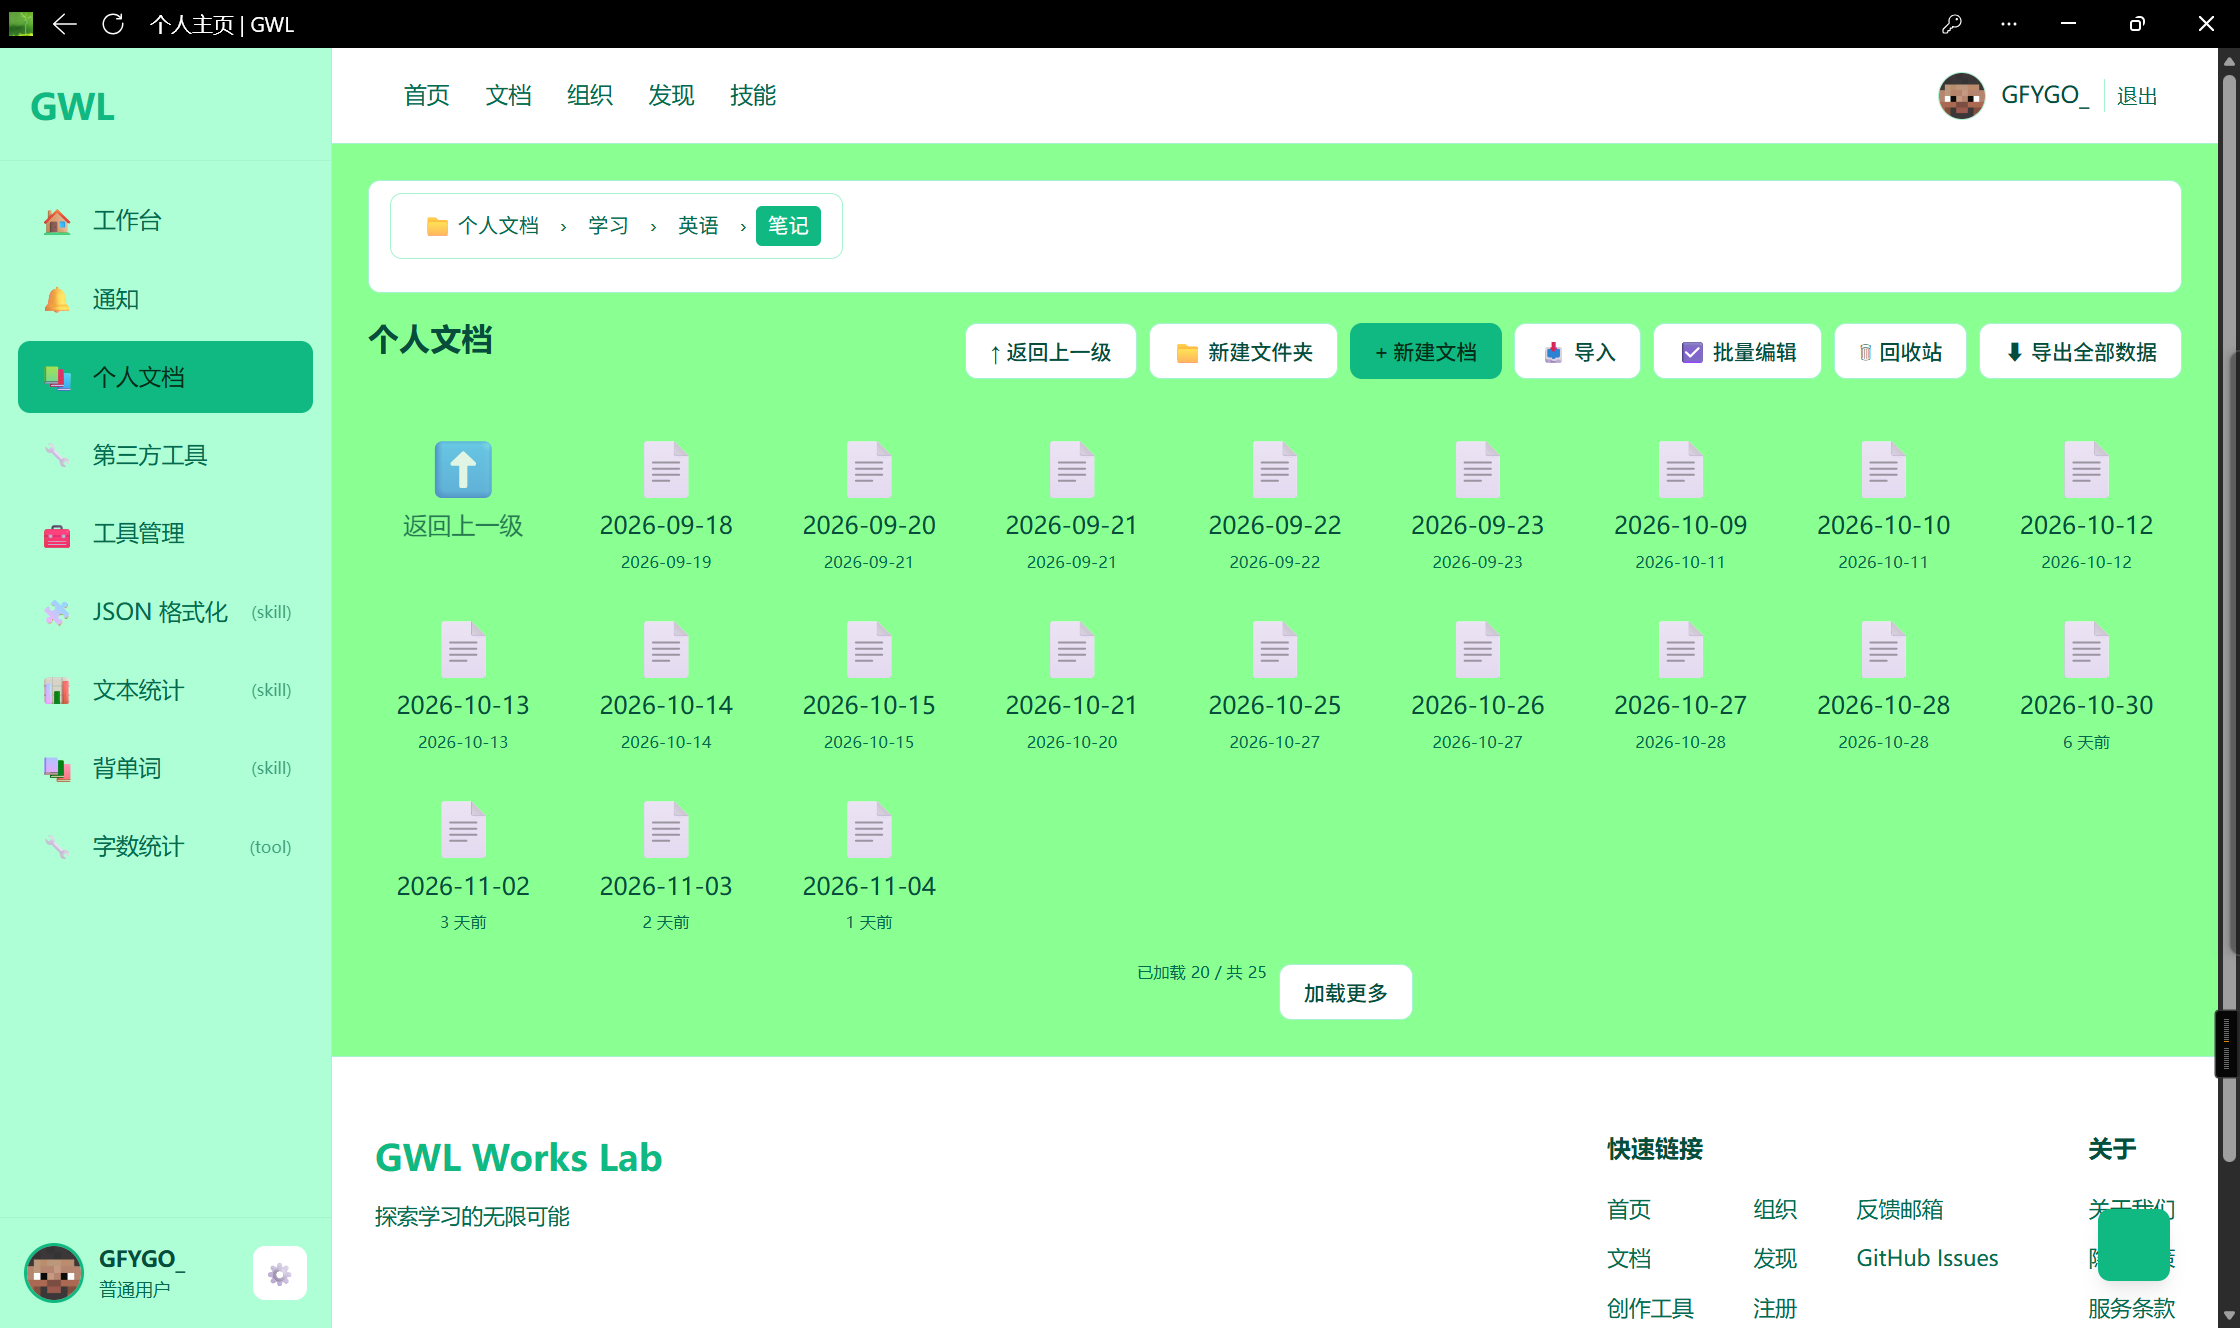 个人主页 | GWL
GWL
首页 文档 组织 发现 技能
GFYGO_ 退出
工作台
通知
个人文档
第三方工具
工具管理
JSON 格式化 (skill)
文本统计 (skill)
背单词 (skill)
字数统计 (tool)
GFYGO_
普通用户
个人文档 › 学习 › 英语 › 笔记
个人文档
↑ 返回上一级 新建文件夹 + 新建文档 导入 批量编辑 回收站 ⬇ 导出全部数据
返回上一级 2026-09-18 2026-09-20 2026-09-21 2026-09-22 2026-09-23 2026-10-09 2026-10-10 2026-10-12
2026-09-19 2026-09-21 2026-09-21 2026-09-22 2026-09-23 2026-10-11 2026-10-11 2026-10-12
2026-10-13 2026-10-14 2026-10-15 2026-10-21 2026-10-25 2026-10-26 2026-10-27 2026-10-28 2026-10-30
2026-10-13 2026-10-14 2026-10-15 2026-10-20 2026-10-27 2026-10-27 2026-10-28 2026-10-28 6 天前
2026-11-02 2026-11-03 2026-11-04
3 天前 2 天前 1 天前
已加载 20 / 共 25 加载更多
GWL Works Lab
探索学习的无限可能
快速链接
首页 组织 反馈邮箱
文档 发现 GitHub Issues
创作工具 注册
关于
关于我们
服务条款